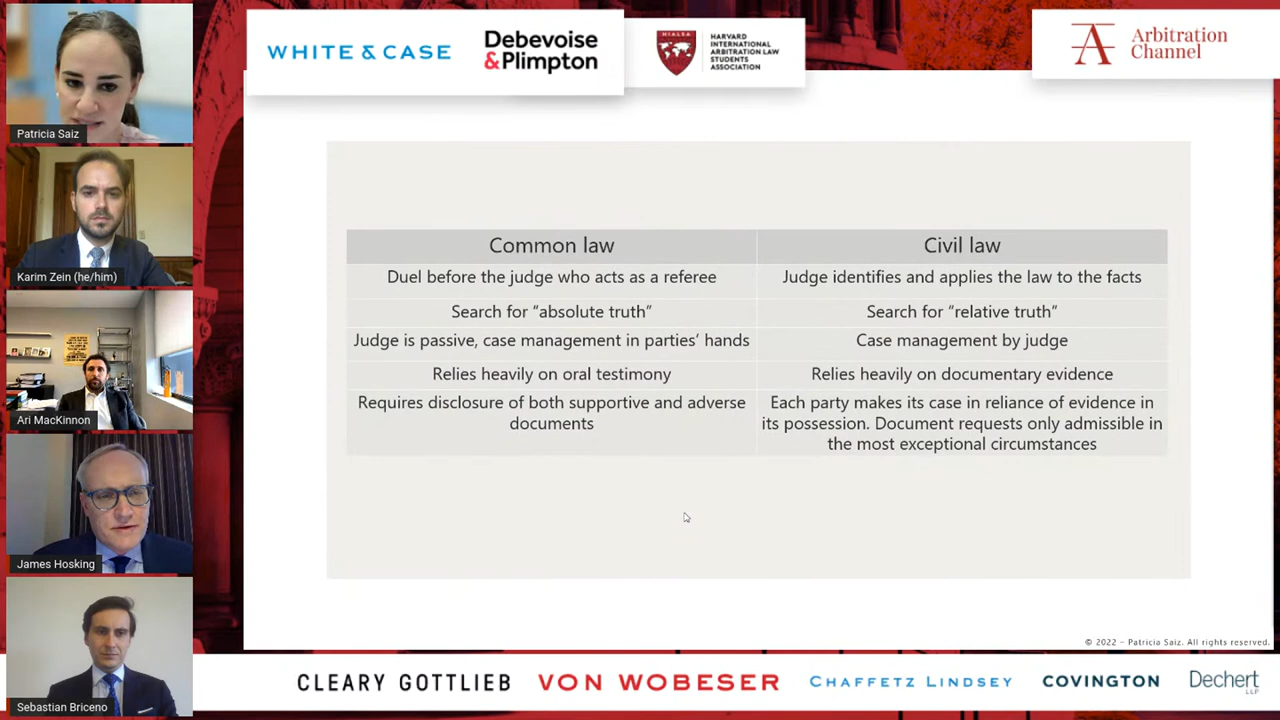 WHITE & CASE
Debevoise
&Plimpton
HIALSA
HARVARD
INTERNATIONAL
ARBITRATION LAW
STUDENTS
ASSOCIATION
Arbitration
Channel
Patricia Saiz
Karim Zein (he/him)
Ari MacKinnon
James Hosking
Sebastian Briceno
Common law
Civil law
Duel before the judge who acts as a referee
Judge identifies and applies the law to the facts
Search for “absolute truth”
Search for “relative truth”
Judge is passive, case management in parties’ hands
Case management by judge
Relies heavily on oral testimony
Relies heavily on documentary evidence
Requires disclosure of both supportive and adverse
documents
Each party makes its case in reliance of evidence in
its possession. Document requests only admissible in
the most exceptional circumstances
© 2022 – Patricia Saiz. All rights reserved.
CLEARY GOTTLIEB
VON WOBESER
CHAFFETZ LINDSEY
COVINGTON
Dechert
LLP